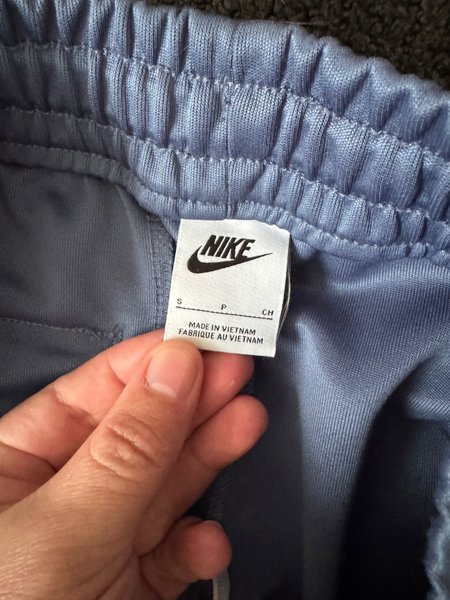 NIKE
S P CH
MADE IN VIETNAM
FABRIQUE AU VIETNAM